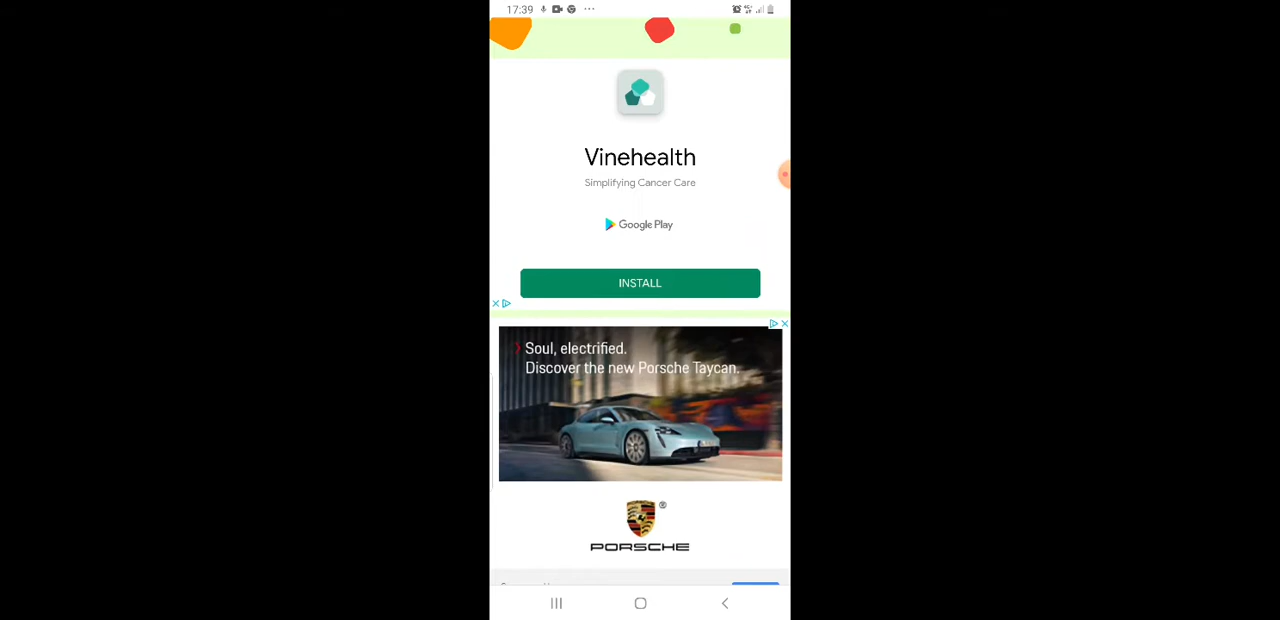 17:39
Vinehealth
Simplifying Cancer Care
Google Play
INSTALL
Soul, electrified.
Discover the new Porsche Taycan.
PORSCHE